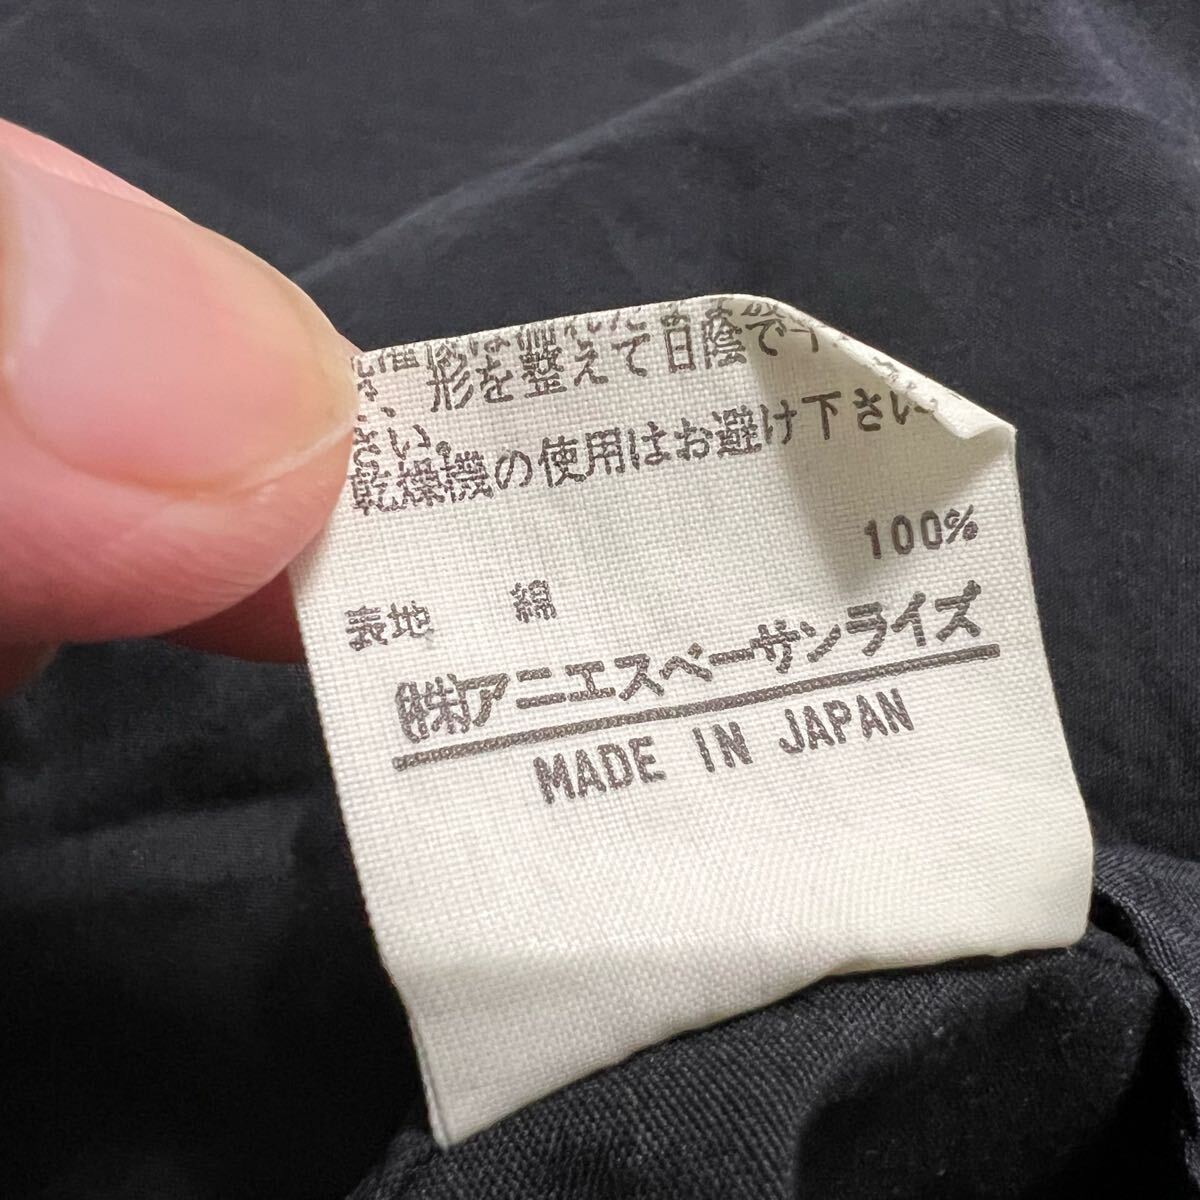 形を整えて日陰で
さい。
乾燥機の使用はお避け下さい
100%
表地 綿
㈱アニエスベーサンライズ
MADE IN JAPAN